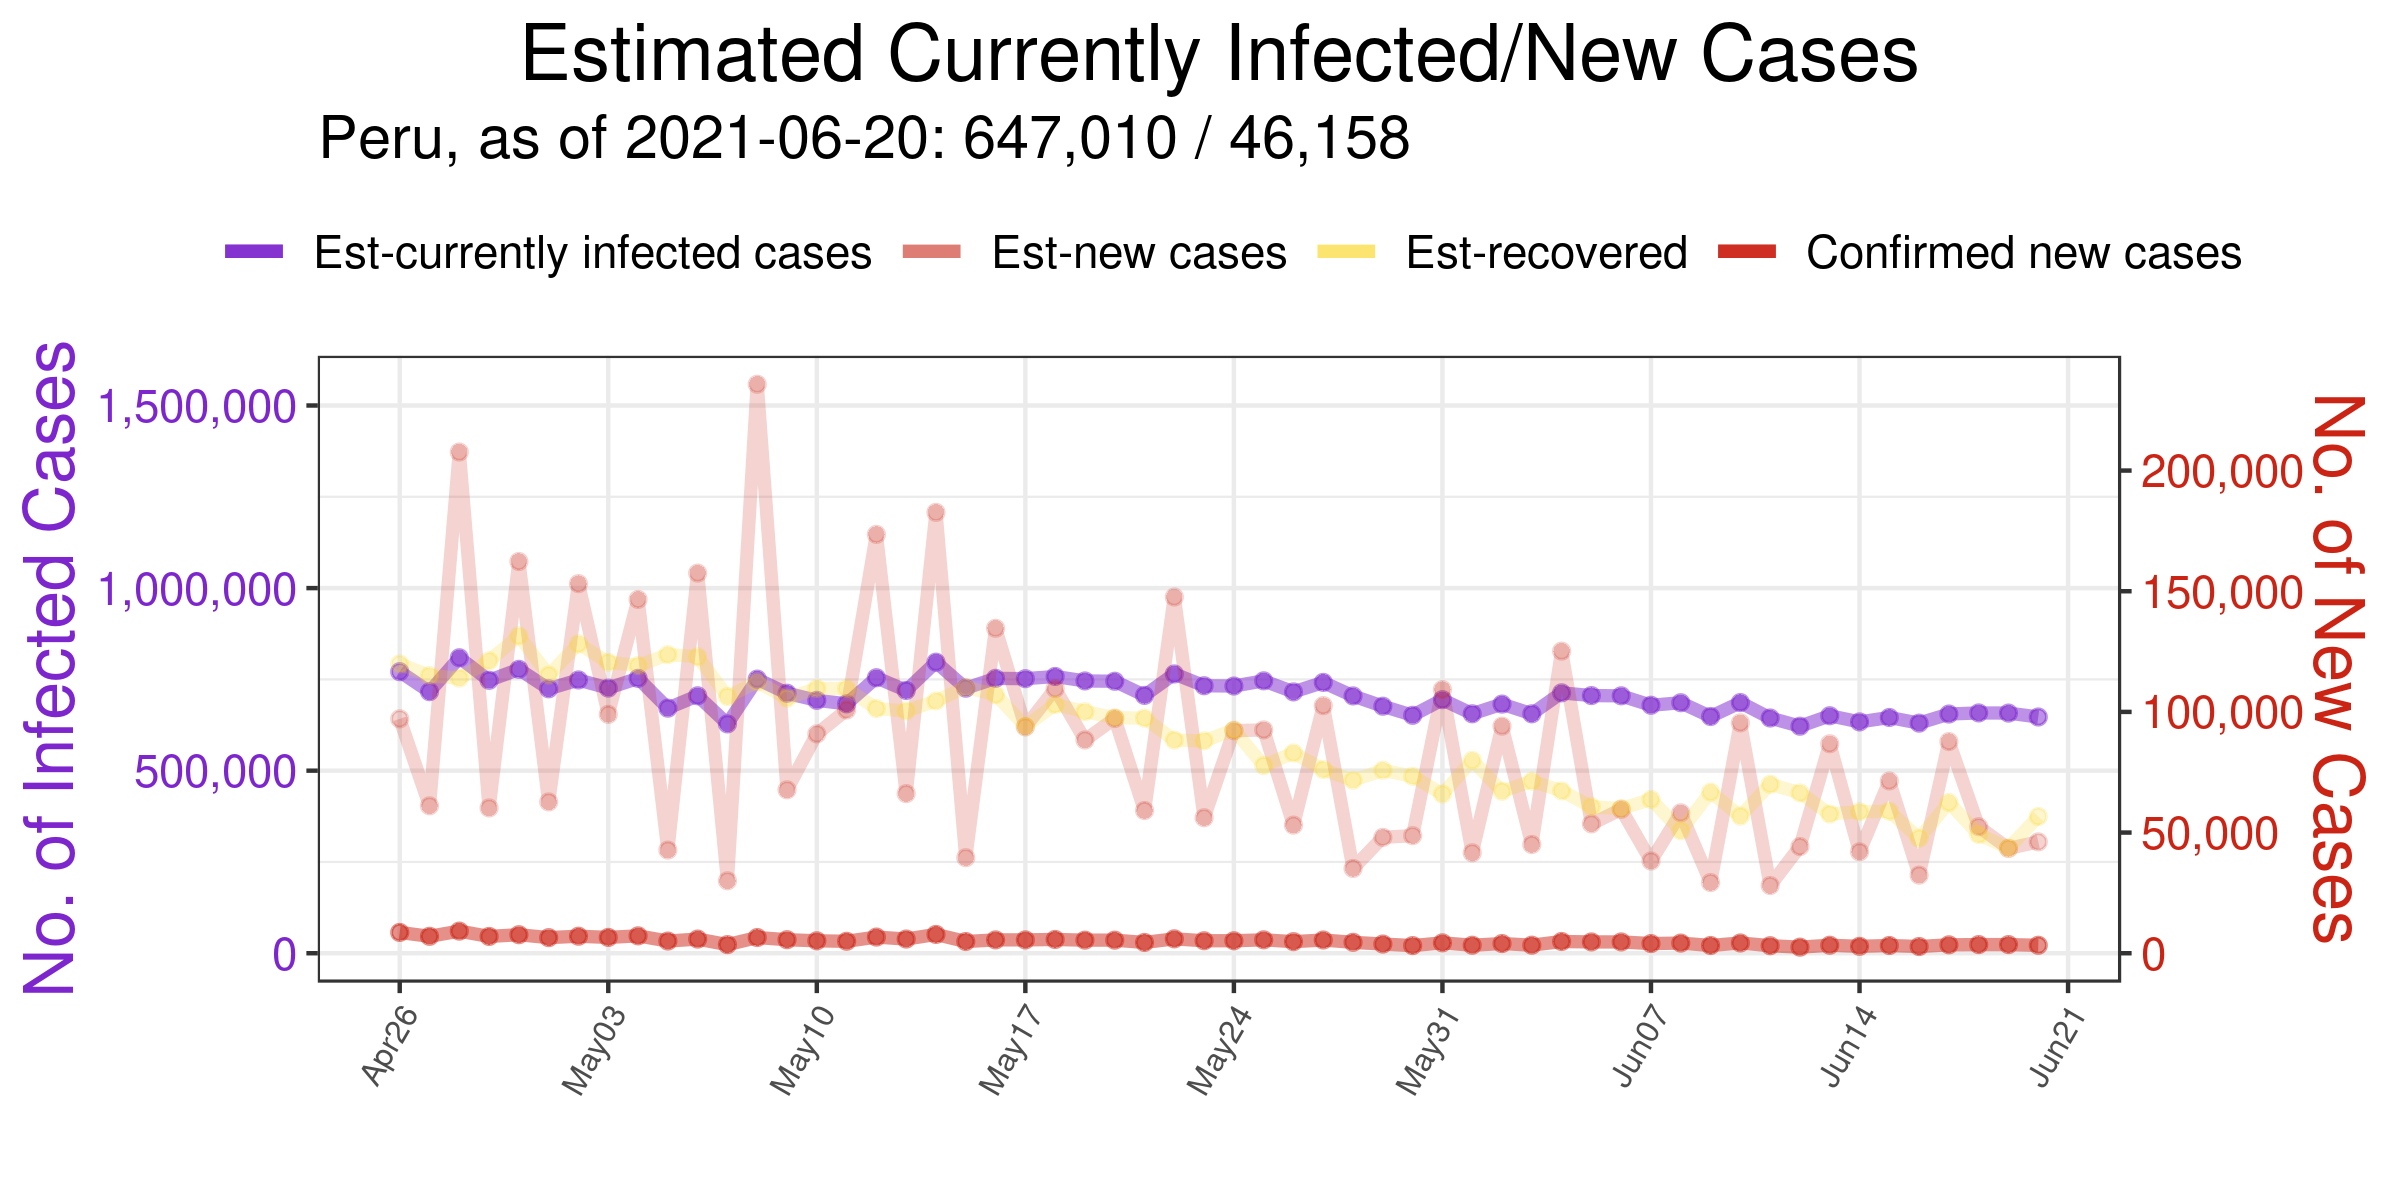 Estimated Currently Infected/New Cases
Peru, as of 2021-06-20: 647,010 / 46,158
Est-currently infected cases Est-new cases Est-recovered Confirmed new cases
No. of Infected Cases
1,500,000
1,000,000
500,000
0
200,000
150,000
100,000
50,000
0
No. of New Cases
Apr26 May03 May10 May17 May24 May31 Jun07 Jun14 Jun21